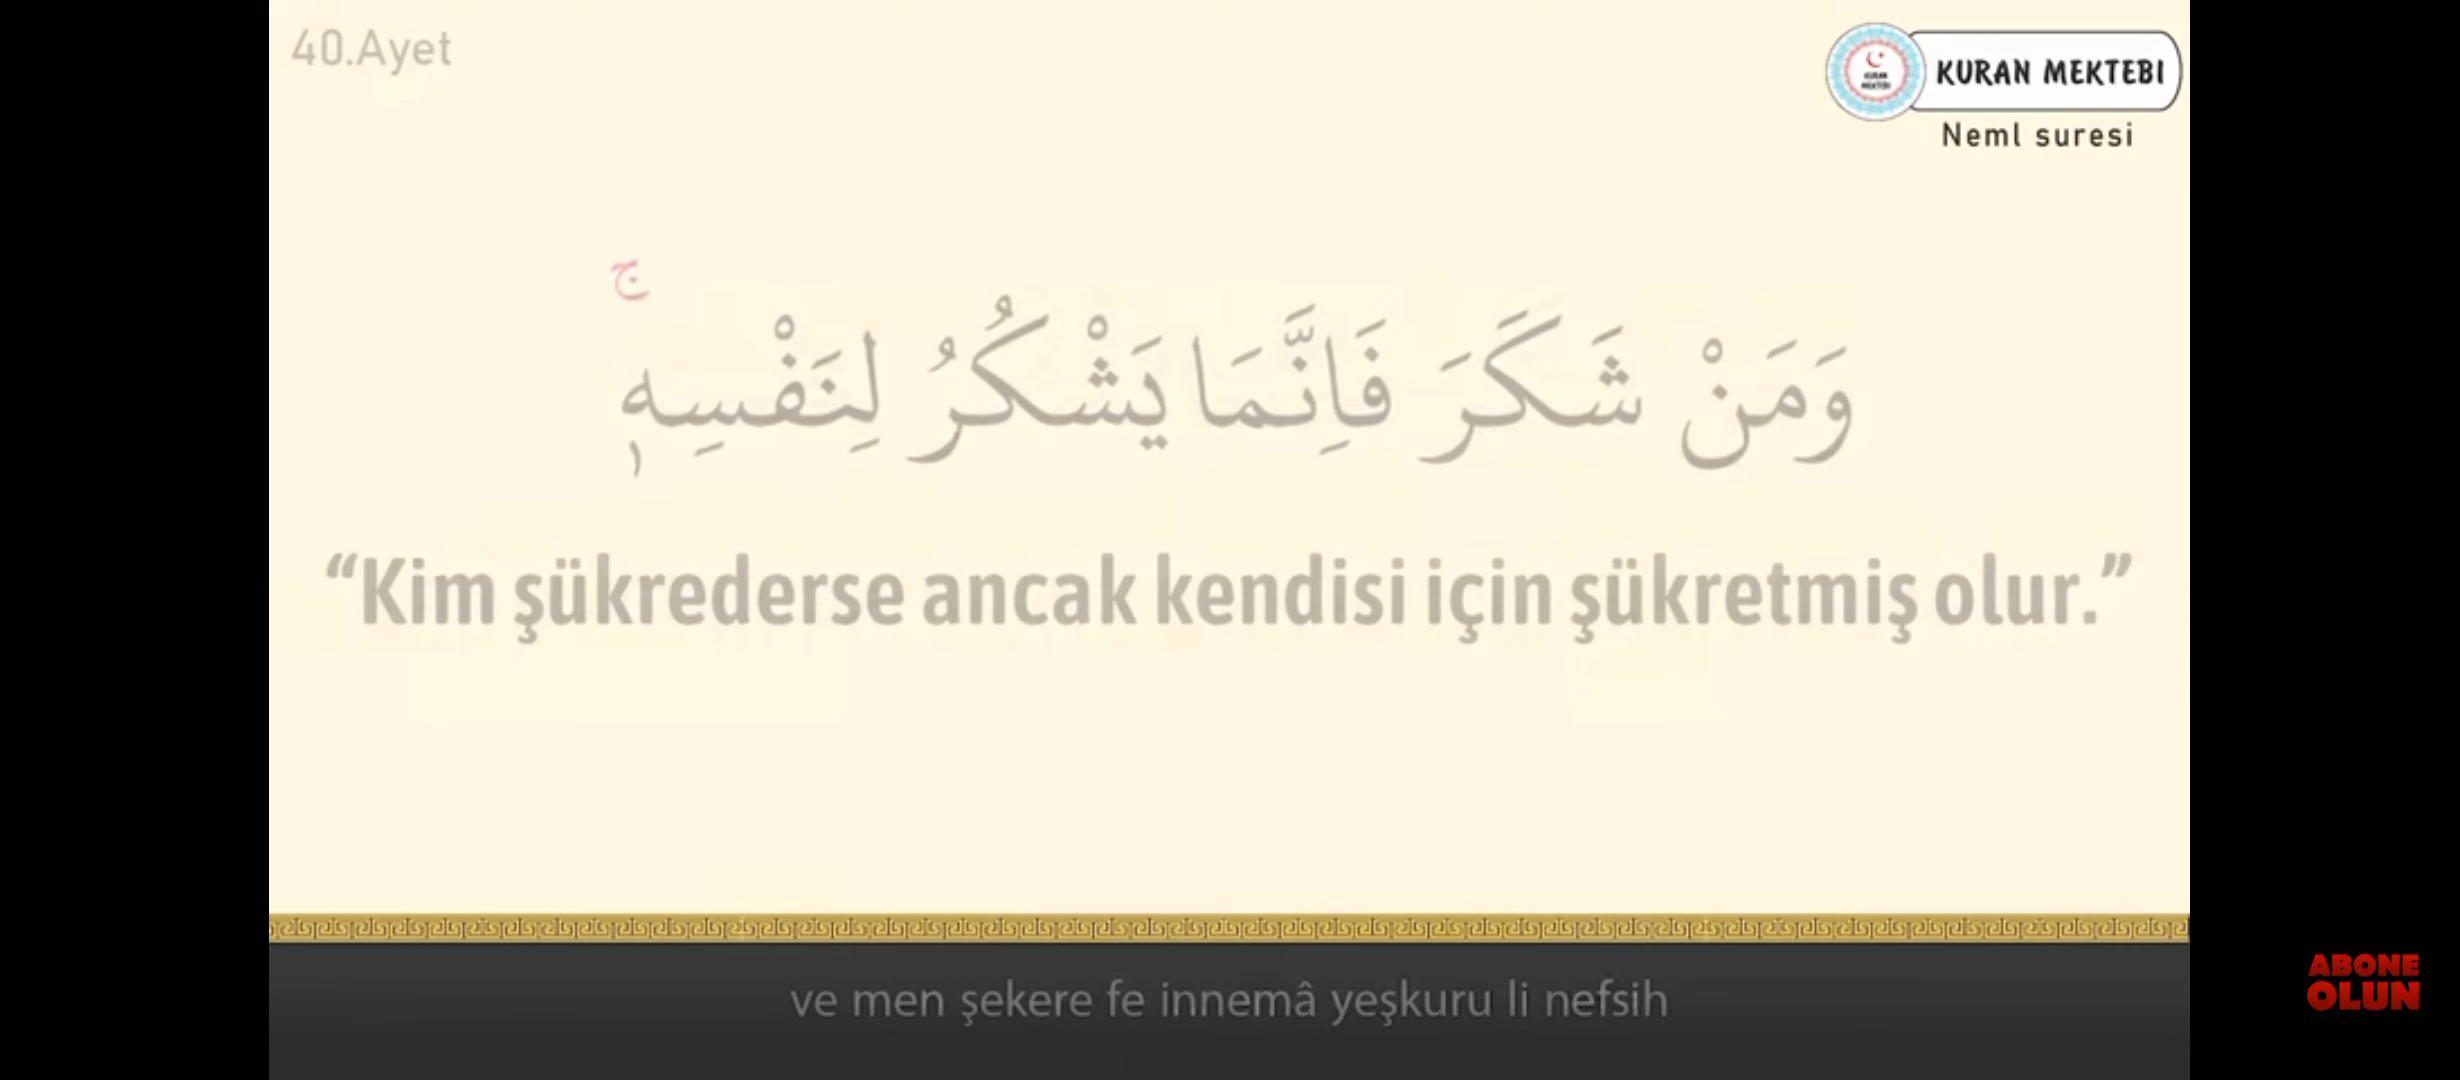 40.Ayet
KURAN MEKTEBI
Neml suresi
وَمَنْ شَكَرَ فَاِنَّمَا يَشْكُرُ لِنَفْسِه۪ۚ
“Kim şükrederse ancak kendisi için şükretmiş olur.”
ve men şekere fe innemâ yeşkuru li nefsih
ABONE
OLUN